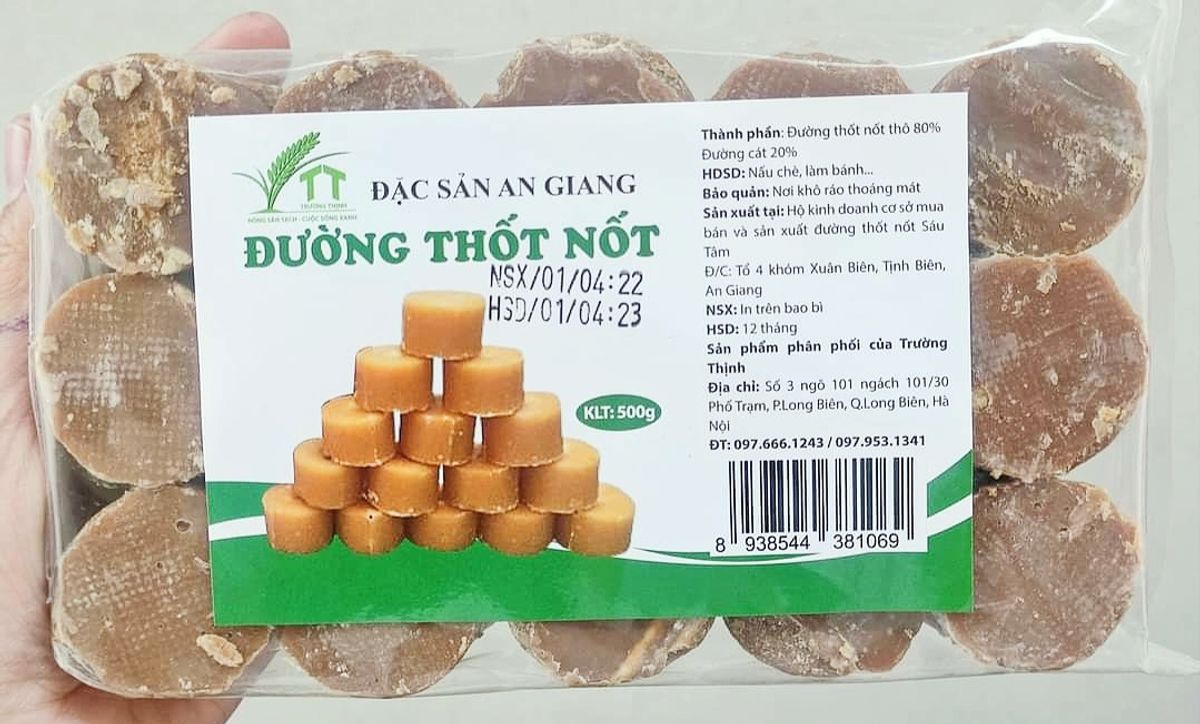 TT
TRƯỜNG THỊNH
NÔNG SẢN SẠCH - CUỘC SỐNG XANH
ĐẶC SẢN AN GIANG
ĐƯỜNG THỐT NỐT
NSX/01/04:22
HSD/01/04:23
KLT: 500g
Thành phần: Đường thốt nốt thô 80%
Đường cát 20%
HDSD: Nấu chè, làm bánh...
Bảo quản: Nơi khô ráo thoáng mát
Sản xuất tại: Hộ kinh doanh cơ sở mua
bán và sản xuất đường thốt nốt Sáu
Tâm
Đ/C: Tổ 4 khóm Xuân Biên, Tịnh Biên,
An Giang
NSX: In trên bao bì
HSD: 12 tháng
Sản phẩm phân phối của Trường
Thịnh
Địa chỉ: Số 3 ngõ 101 ngách 101/30
Phố Trạm, P.Long Biên, Q.Long Biên, Hà
Nội
ĐT: 097.666.1243 / 097.953.1341
8 938544 381069